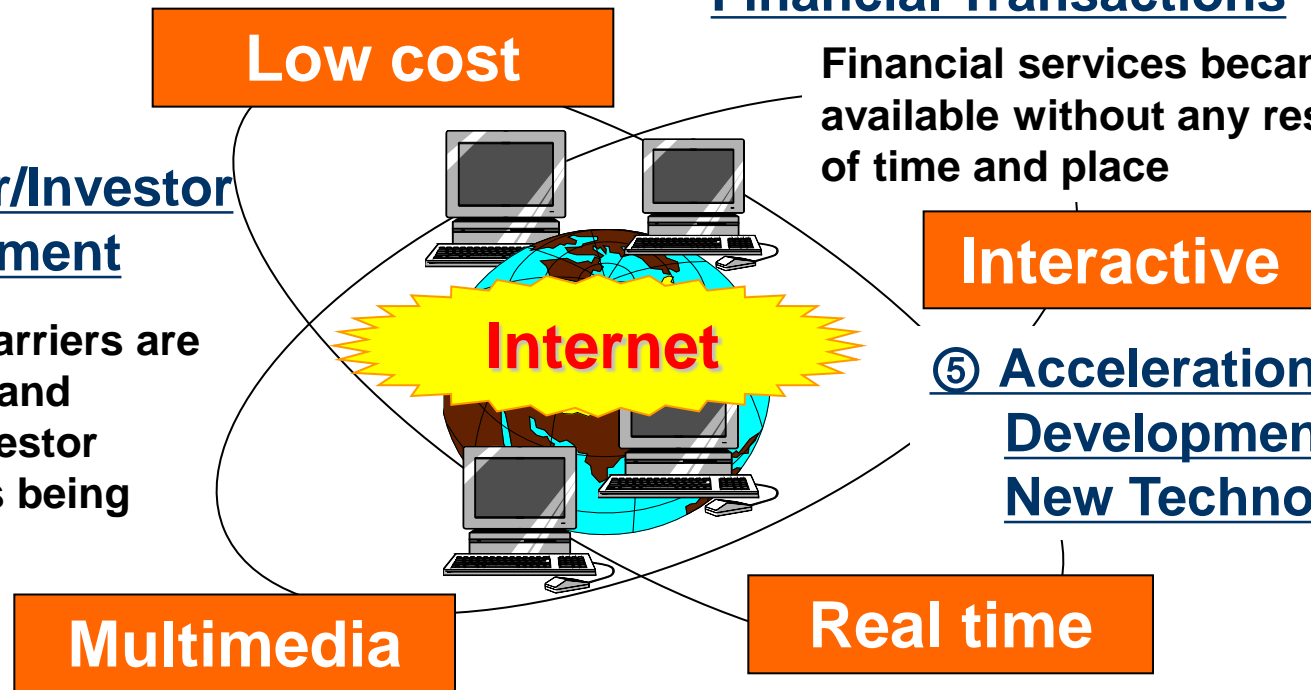 Financial Transactions
Low cost
Financial services becam
available without any res
of time and place
r/Investor
ment
Interactive
arriers are
and
estor
s being
Internet
⑤ Acceleration
Developmen
New Techno
Multimedia
Real time